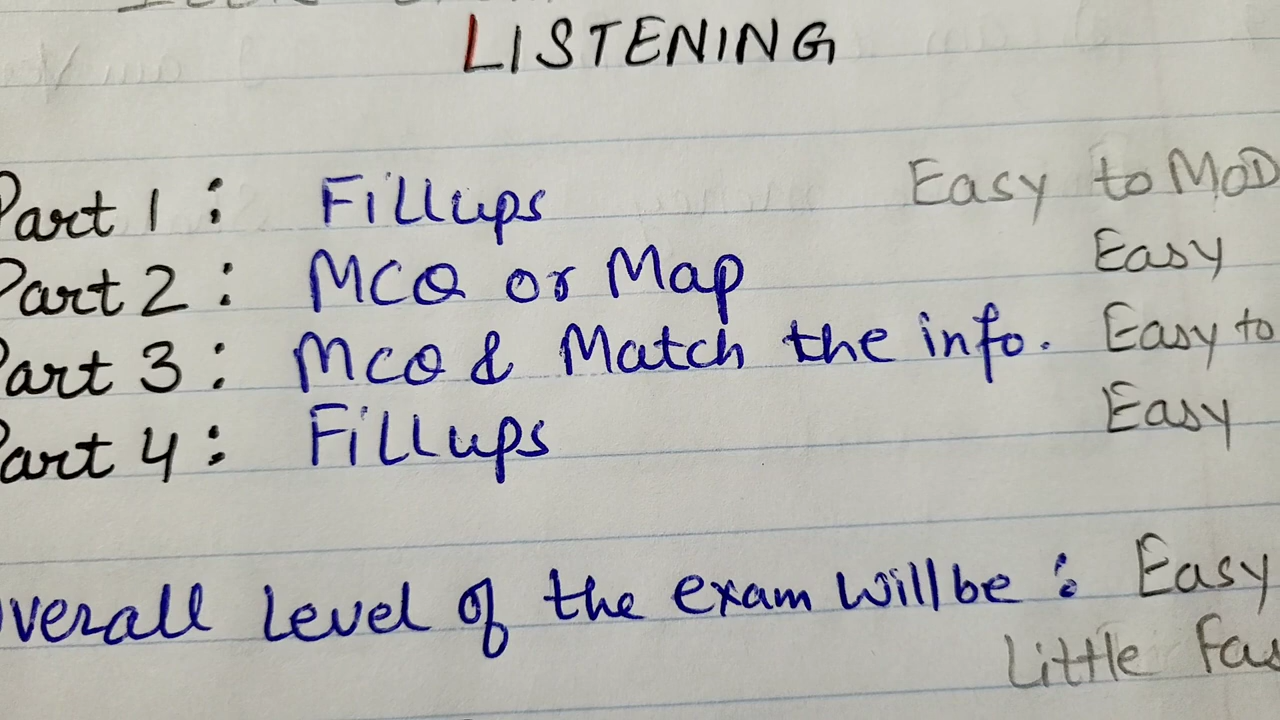 LISTENING
Part 1 : Fillups Easy to MOD
Part 2 : MCQ or Map Easy
Part 3 : MCQ & Match the info. Easy to
Part 4 : Fillups Easy
Overall Level of the exam will be : Easy
Little